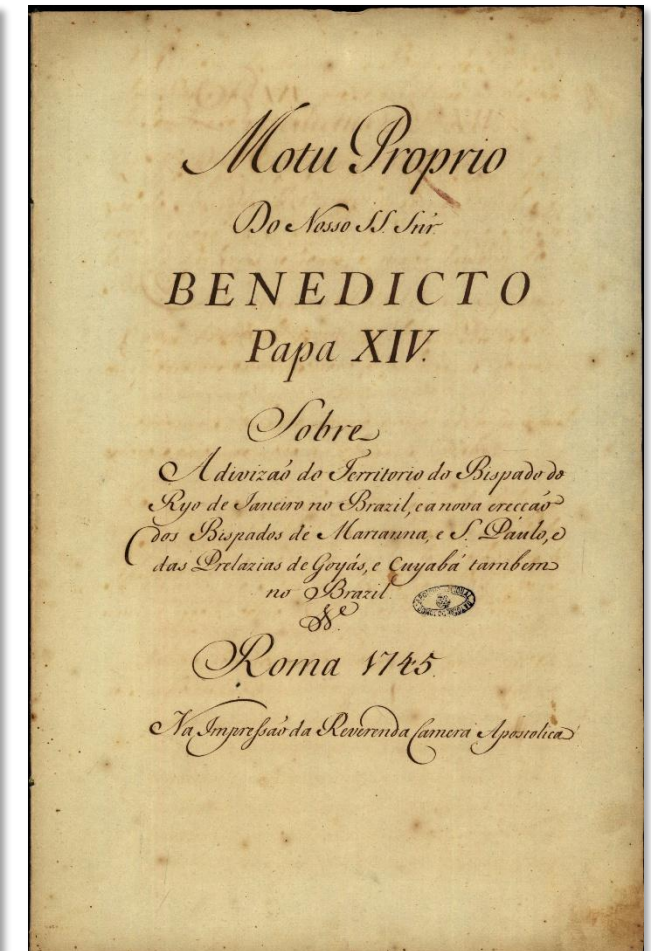 Motu Proprio
Do Nosso SS. Snr̃
BENEDICTO
Papa XIV.
Sobre
A divizaõ do Territorio do Bispado do
Ryo de Janeiro no Brazil, e a nova erecçaõ
dos Bispados de Marianna, e S. Paulo, e
das Prelazias de Goyás, e Cuyabá tambem
no Brazil
Roma 1745.
Na Impressaõ da Reverenda Camera Apostolica